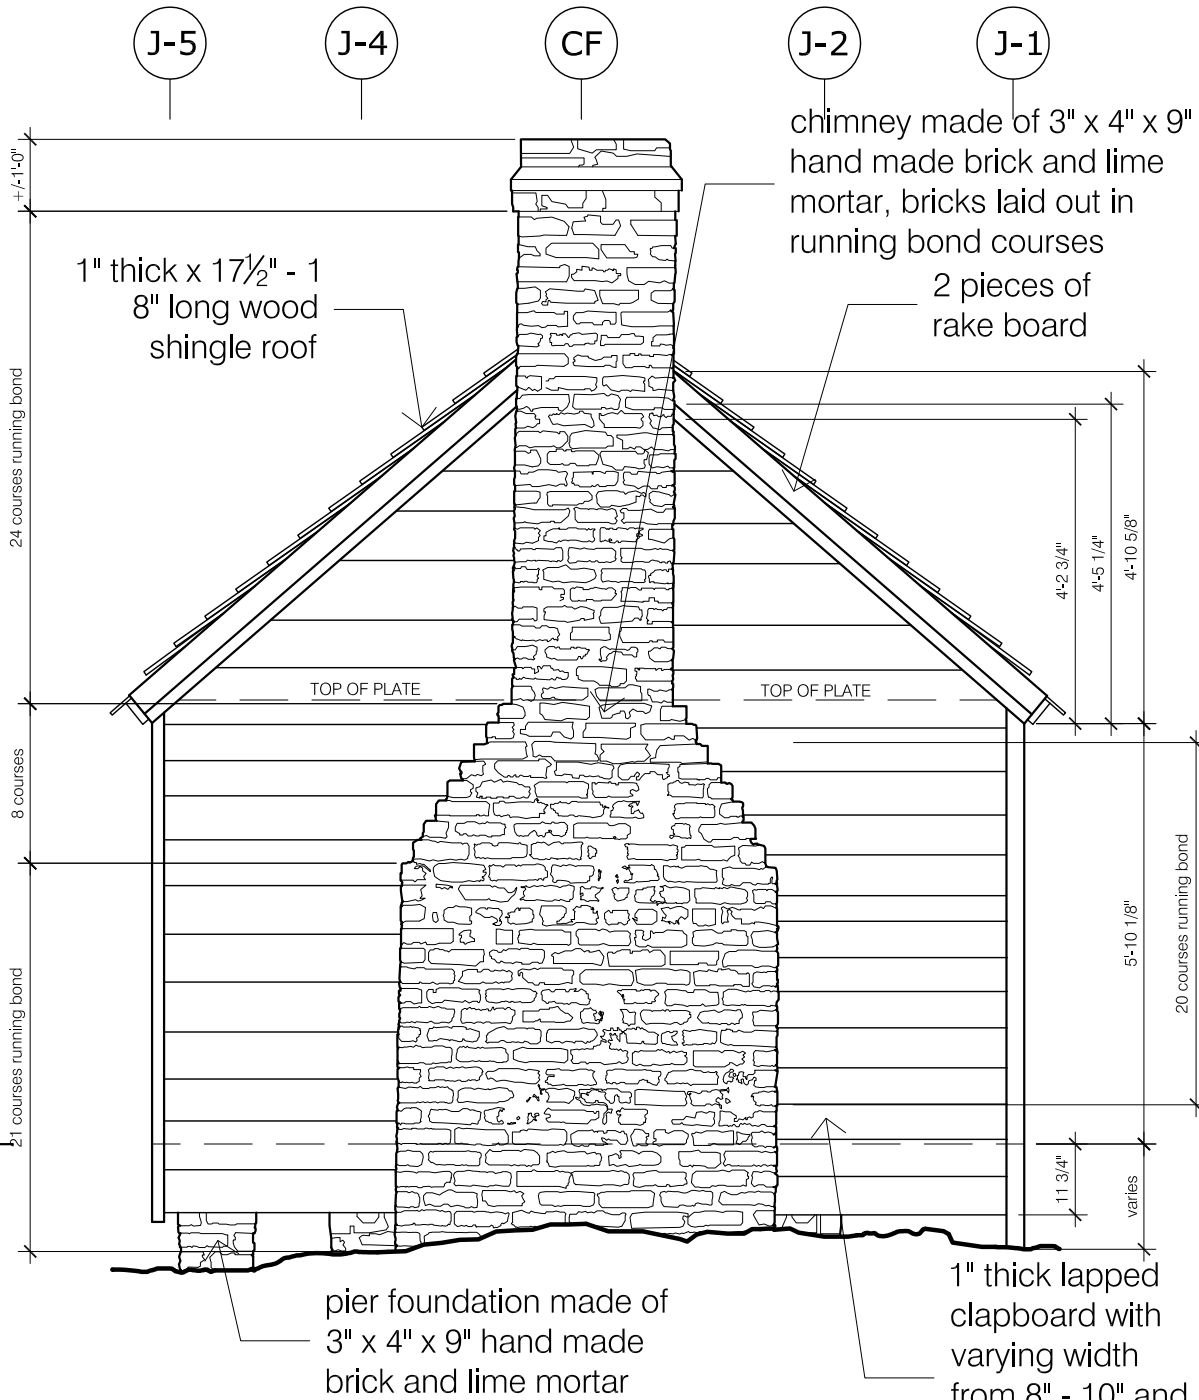 J-5
J-4
CF
J-2
J-1
chimney made of 3" x 4" x 9"
hand made brick and lime
mortar, bricks laid out in
running bond courses
+/-1'-0"
1" thick x 17½" - 1
8" long wood
shingle roof
2 pieces of
rake board
24 courses running bond
4'-2 3/4"
4'-5 1/4"
4'-10 5/8"
TOP OF PLATE
TOP OF PLATE
8 courses
5'-10 1/8"
20 courses running bond
21 courses running bond
11 3/4"
varies
pier foundation made of
3" x 4" x 9" hand made
brick and lime mortar
1" thick lapped
clapboard with
varying width
from 8" - 10" and